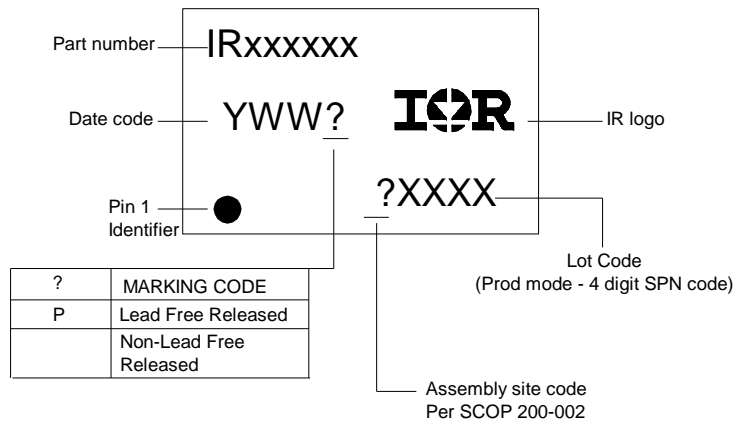 Part number
IRxxxxxx
Date code
YWW?
IOR
IR logo
?XXXX
Pin 1
Identifier
Lot Code
(Prod mode - 4 digit SPN code)
? MARKING CODE
P Lead Free Released
Non-Lead Free
Released
Assembly site code
Per SCOP 200-002